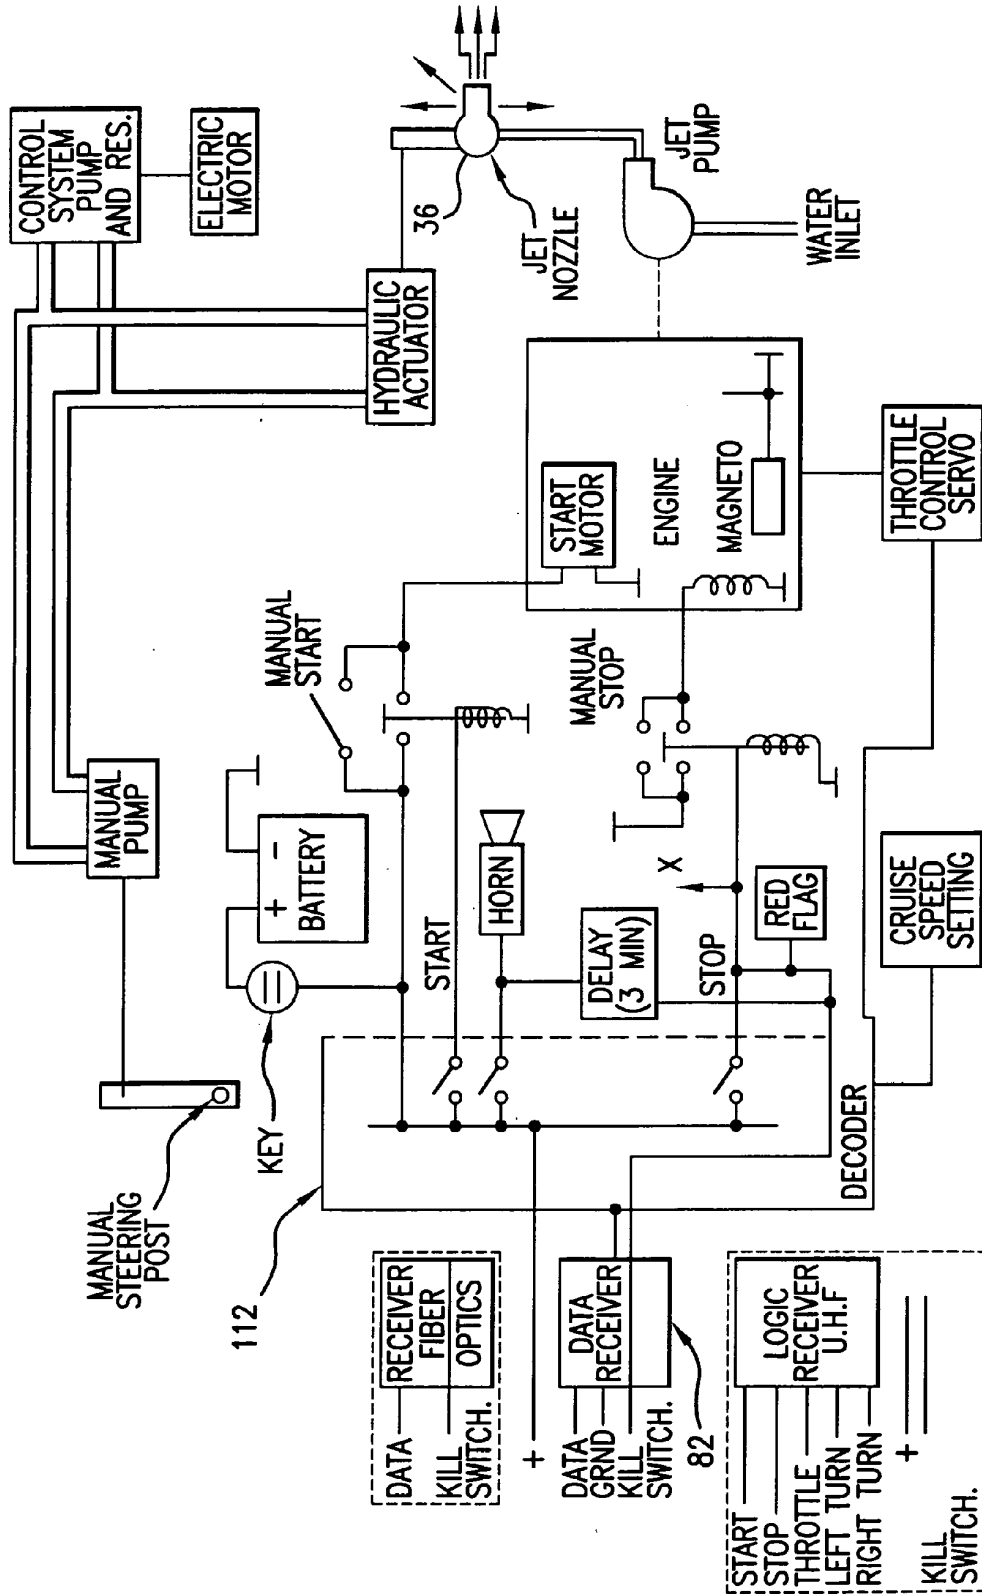 CONTROL
SYSTEM
PUMP
AND RES.
ELECTRIC
MOTOR
36
JET
NOZZLE
JET
PUMP
WATER
INLET
HYDRAULIC
ACTUATOR
MANUAL
PUMP
MANUAL
STEERING
POST
KEY
+ -
BATTERY
MANUAL
START
START
MOTOR
ENGINE
MAGNETO
THROTTLE
CONTROL
SERVO
MANUAL
STOP
START
HORN
DELAY
(3 MIN)
X
STOP
RED
FLAG
CRUISE
SPEED
SETTING
DECODER
112
RECEIVER
FIBER
OPTICS
DATA
KILL
SWITCH.
+
DATA
RECEIVER
DATA
GRND
KILL
SWITCH.
82
LOGIC
RECEIVER
U.H.F
START
STOP
THROTTLE
LEFT TURN
RIGHT TURN
+
KILL
SWITCH.